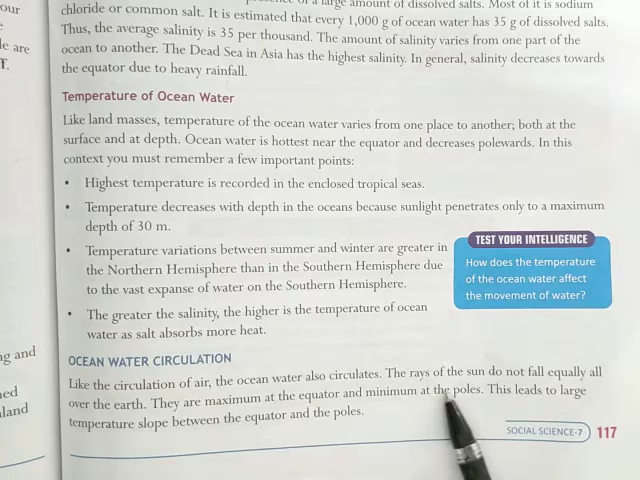 our
e are
f.
of a large amount of dissolved salts. Most of it is sodium
chloride or common salt. It is estimated that every 1,000 g of ocean water has 35 g of dissolved salts.
Thus, the average salinity is 35 per thousand. The amount of salinity varies from one part of the
ocean to another. The Dead Sea in Asia has the highest salinity. In general, salinity decreases towards
the equator due to heavy rainfall.
Temperature of Ocean Water
Like land masses, temperature of the ocean water varies from one place to another; both at the
surface and at depth. Ocean water is hottest near the equator and decreases polewards. In this
context you must remember a few important points:
• Highest temperature is recorded in the enclosed tropical seas.
• Temperature decreases with depth in the oceans because sunlight penetrates only to a maximum
depth of 30 m.
• Temperature variations between summer and winter are greater in
the Northern Hemisphere than in the Southern Hemisphere due
to the vast expanse of water on the Southern Hemisphere.
• The greater the salinity, the higher is the temperature of ocean
water as salt absorbs more heat.
TEST YOUR INTELLIGENCE
How does the temperature
of the ocean water affect
the movement of water?
OCEAN WATER CIRCULATION
Like the circulation of air, the ocean water also circulates. The rays of the sun do not fall equally all
over the earth. They are maximum at the equator and minimum at the poles. This leads to large
temperature slope between the equator and the poles.
ng and
ned
land
SOCIAL SCIENCE-7 117